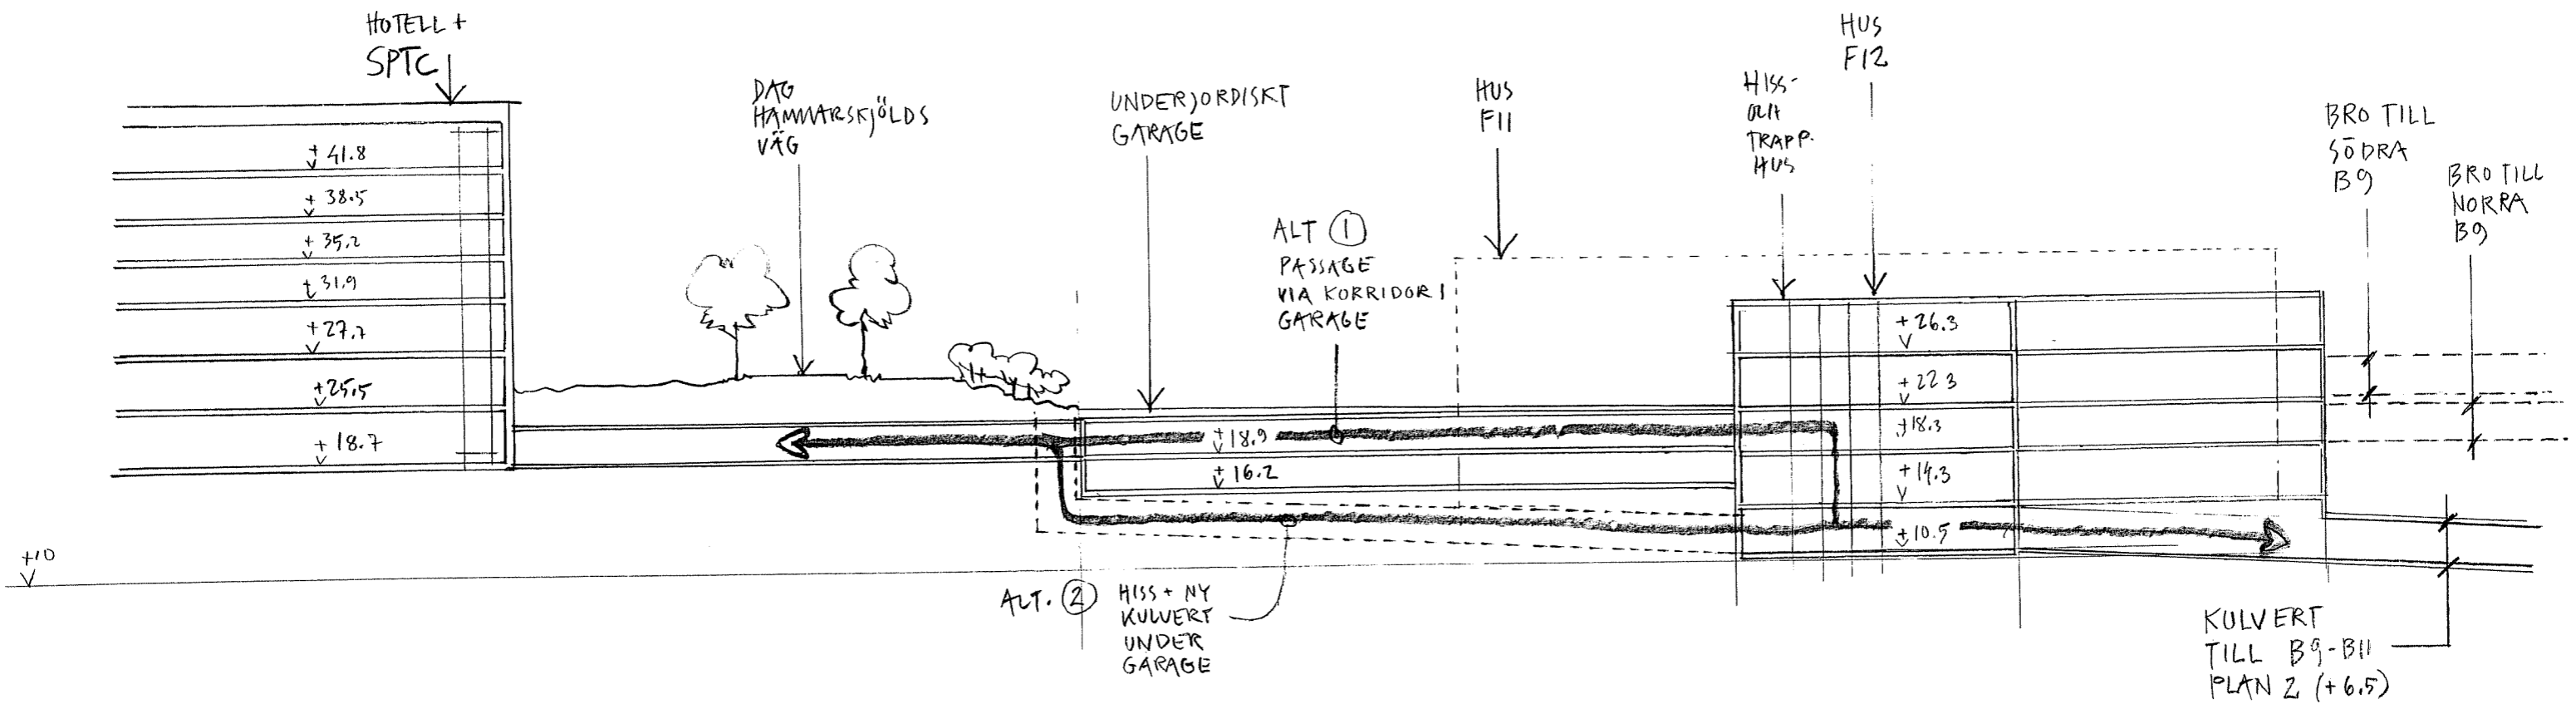 HOTELL +
SPTC
DAG
HAMMARSKJÖLDS
VÄG
UNDERJORDISKT
GARAGE
HUS
F11
HISS-
OCH
TRAPP.
HUS
HUS
F12
BRO TILL
SÖDRA
B9
BRO TILL
NORRA
B9
ALT 1
PASSAGE
VIA KORRIDOR I
GARAGE
+ 41.8
+ 38.5
+ 35.2
+ 31.9
+ 27.7
+ 25.5
+ 18.7
+ 18.9
+ 16.2
+ 26.3
+ 22.3
+ 18.3
+ 14.3
+ 10.5
+10
ALT. 2
HISS + NY
KULVERT
UNDER
GARAGE
KULVERT
TILL B9-B11
PLAN 2 (+6.5)